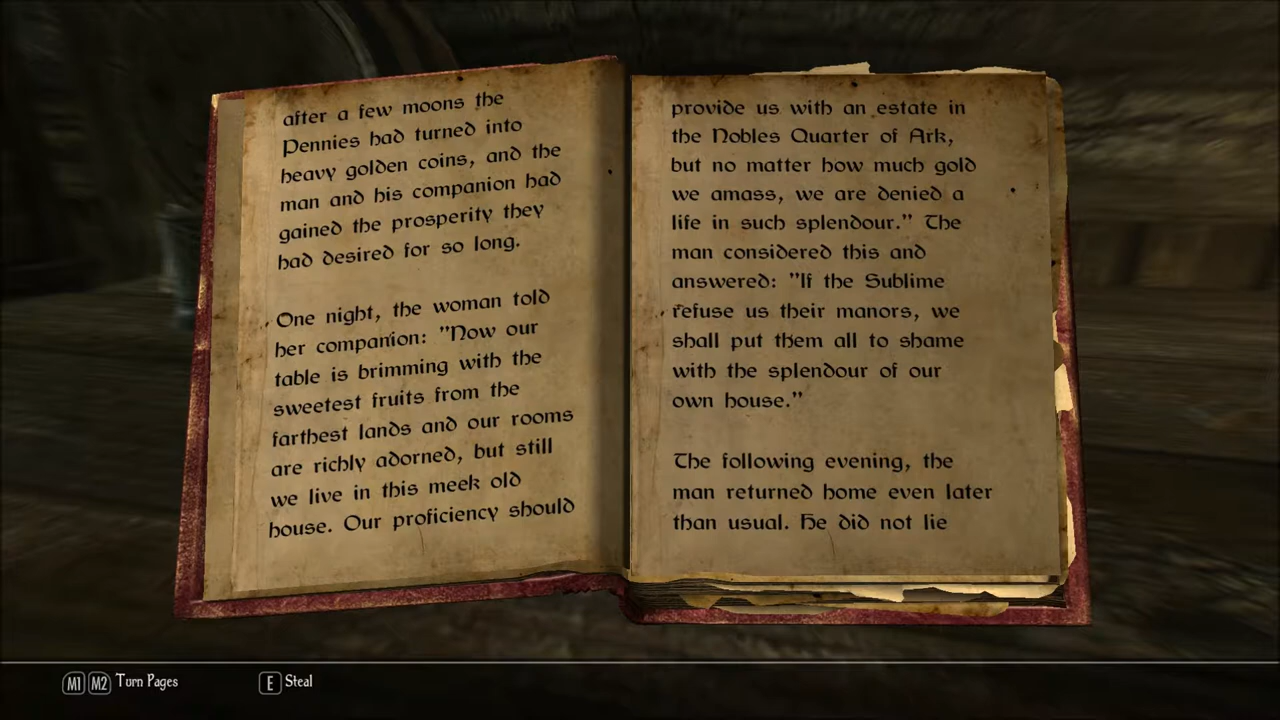 after a few moons the
Pennies had turned into
heavy golden coins, and the
man and his companion had
gained the prosperity they
had desired for so long.
One night, the woman told
her companion: "Now our
table is brimming with the
sweetest fruits from the
farthest lands and our rooms
are richly adorned, but still
we live in this meek old
house. Our proficiency should
provide us with an estate in
the Nobles Quarter of Ark,
but no matter how much gold
we amass, we are denied a
life in such splendour." The
man considered this and
answered: "If the Sublime
refuse us their manors, we
shall put them all to shame
with the splendour of our
own house."
The following evening, the
man returned home even later
than usual. He did not lie
M1 M2 Turn Pages E Steal